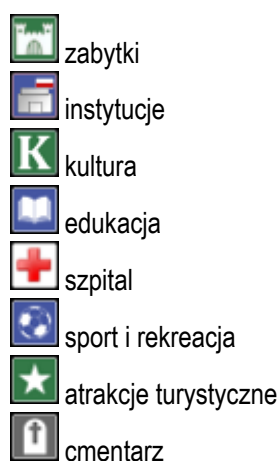 zabytki
instytucje
K kultura
edukacja
szpital
sport i rekreacja
atrakcje turystyczne
cmentarz